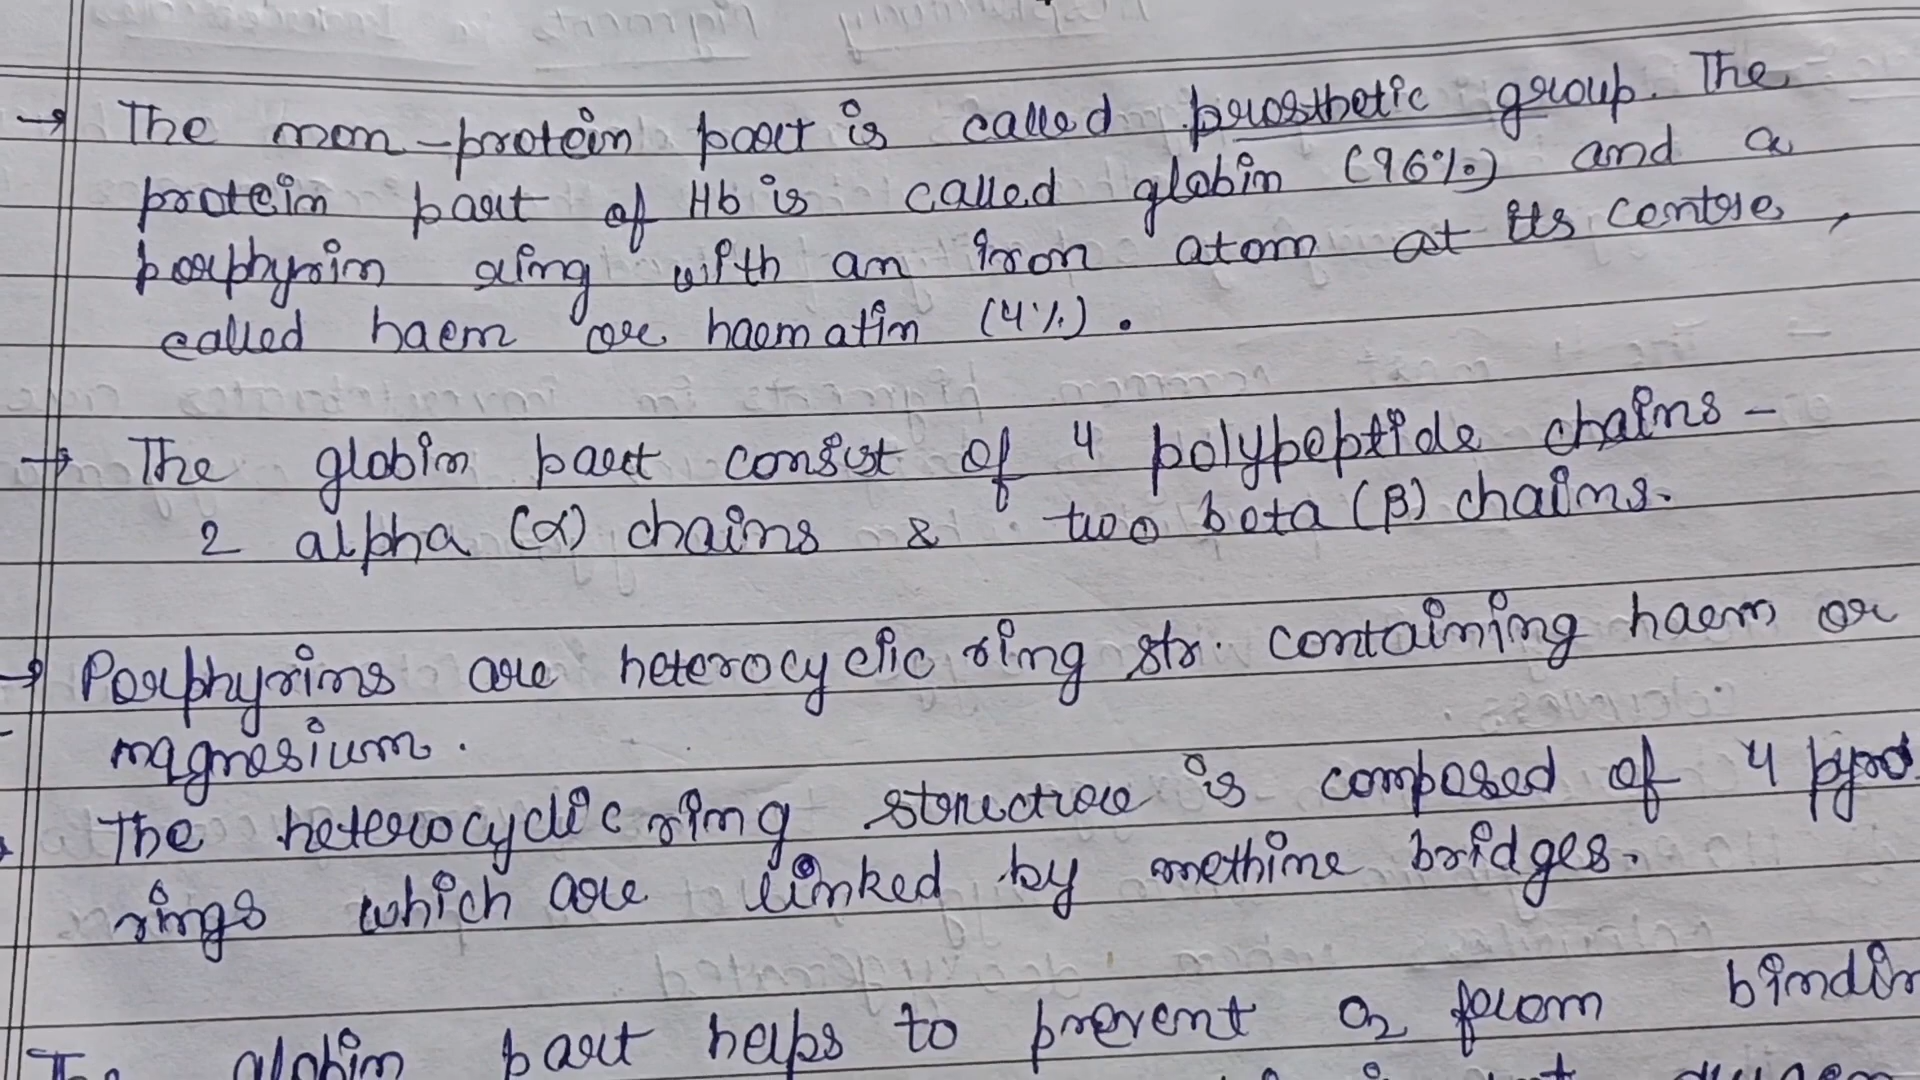 → The non-protein part is called prosthetic group. The
protein part of Hb is called globin (96%) and a
porphyrin ring with an iron atom at its centre,
called haem or haematin (4%).
→ The globin part consist of 4 polypeptide chains -
2 alpha (α) chains & two beta (β) chains.
→ Porphyrins are heterocyclic ring str. containing haem or
magnesium.
The heterocyclic ring structure is composed of 4 pyro
rings which are linked by methine bridges.
globin part helps to prevent O2 from bindin